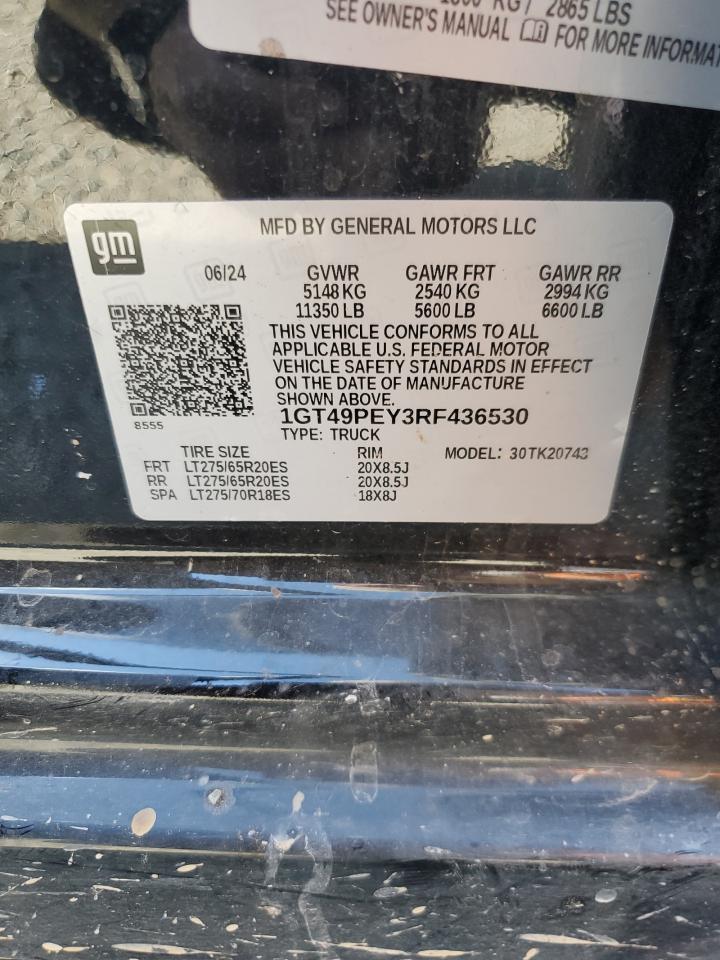 KG / 2865 LBS
SEE OWNER'S MANUAL FOR MORE
gm
MFD BY GENERAL MOTORS LLC
06/24 GVWR GAWR FRT GAWR RR
5148 KG 2540 KG 2994 KG
11350 LB 5600 LB 6600 LB
THIS VEHICLE CONFORMS TO ALL
APPLICABLE U.S. FEDERAL MOTOR
VEHICLE SAFETY STANDARDS IN EFFECT
ON THE DATE OF MANUFACTURE
SHOWN ABOVE.
8555
1GT49PEY3RF436530
TYPE: TRUCK
TIRE SIZE RIM MODEL: 30TK20743
FRT LT275/65R20ES 20X8.5J
RR LT275/65R20ES 20X8.5J
SPA LT275/70R18ES 18X8J